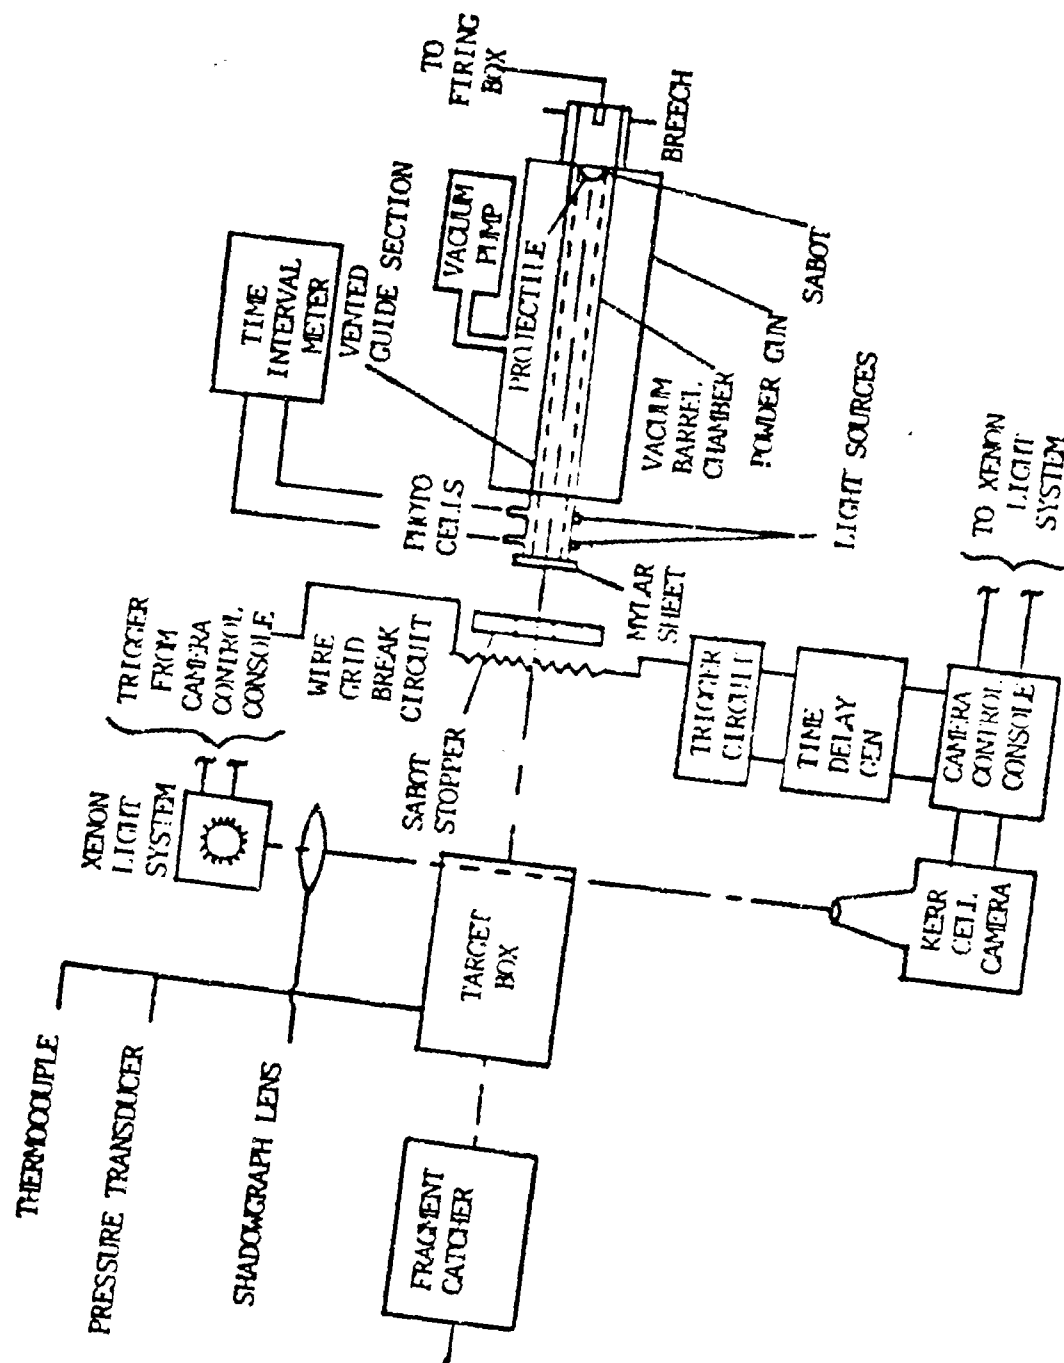 THERMOCOUPLE
PRESSURE TRANSDUCER
SHADOWGRAPH LENS
XENON
LIGHT
SYSTEM
TRIGGER
FROM
CAMERA
CONTROL
CONSOLE
WIRE
GRID
BREAK
CIRCUIT
SABOT
STOPPER
TIME
INTERVAL
METER
VENTED
GUIDE SECTION
VACUUM
PUMP
TO
FIRING
BOX
BREECH
PHOTO
CELLS
PROJECTILE
VACUUM
BARREL
CHAMBER
POWDER GUN
SABOT
LIGHT SOURCES
MYLAR
SHEET
TRIGGER
CIRCUIT
TIME
DELAY
GEN
CAMERA
CONTROL
CONSOLE
TO XENON
LIGHT
SYSTEM
KERR
CELL
CAMERA
TARGET
BOX
FRAGMENT
CATCHER